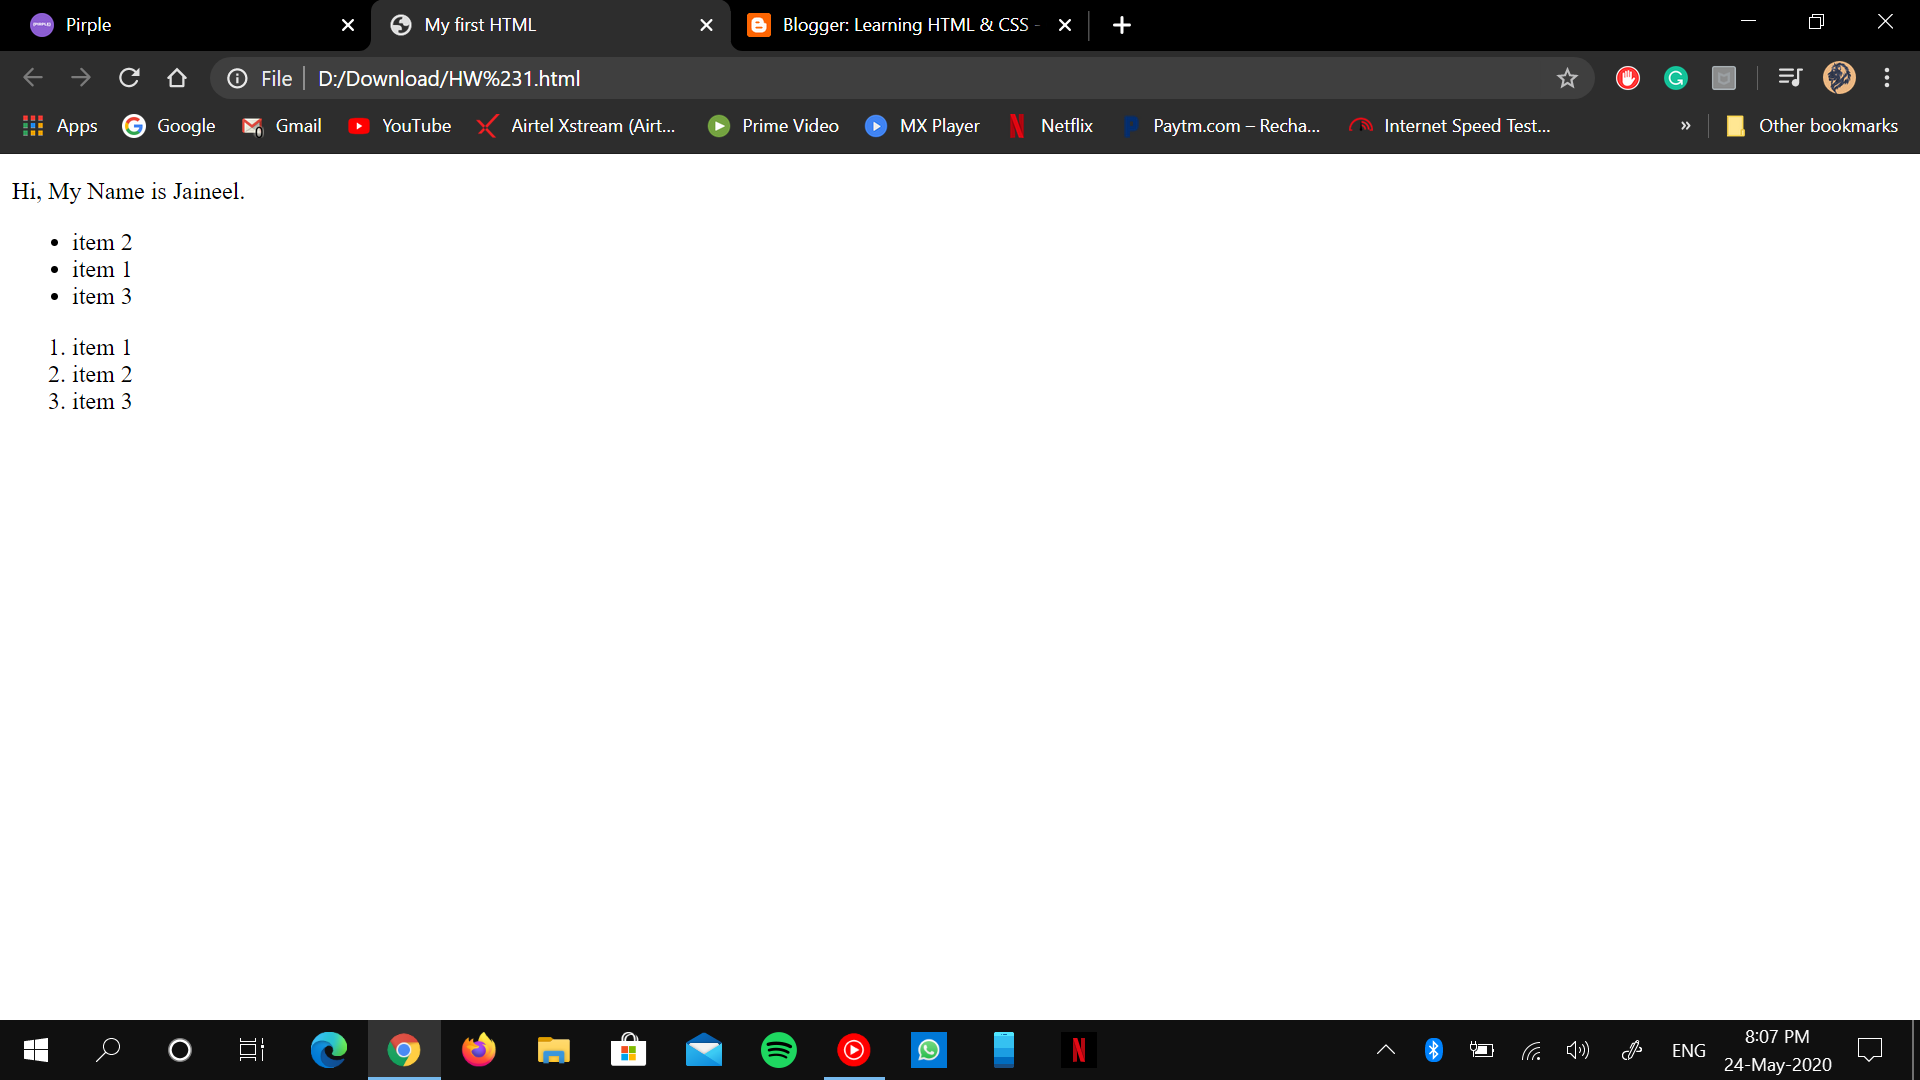 Pirple
My first HTML
Blogger: Learning HTML & CSS -
File
D:/Download/HW%231.html
Apps
Google
Gmail
YouTube
Airtel Xstream (Airt...
Prime Video
MX Player
Netflix
Paytm.com – Recha...
Internet Speed Test...
»
Other bookmarks
Hi, My Name is Jaineel.
• item 2
• item 1
• item 3
1. item 1
2. item 2
3. item 3
ENG
8:07 PM
24-May-2020